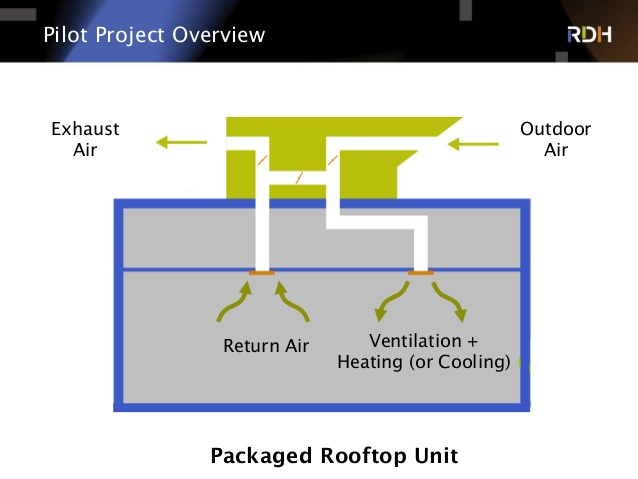 Pilot Project Overview
RDH
Exhaust
Air
Outdoor
Air
Return Air
Ventilation +
Heating (or Cooling)
Packaged Rooftop Unit